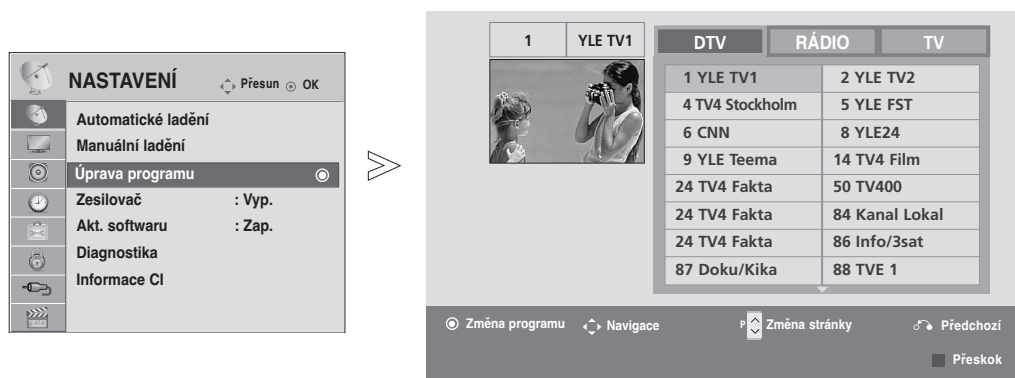 NASTAVENÍ Přesun OK
Automatické ladění
Manuální ladění
Úprava programu
Zesilovač : Vyp.
Akt. softwaru : Zap.
Diagnostika
Informace CI
1 YLE TV1
DTV RÁDIO TV
1 YLE TV1 2 YLE TV2
4 TV4 Stockholm 5 YLE FST
6 CNN 8 YLE24
9 YLE Teema 14 TV4 Film
24 TV4 Fakta 50 TV400
24 TV4 Fakta 84 Kanal Lokal
24 TV4 Fakta 86 Info/3sat
87 Doku/Kika 88 TVE 1
Změna programu Navigace P Změna stránky Předchozí
Přeskok